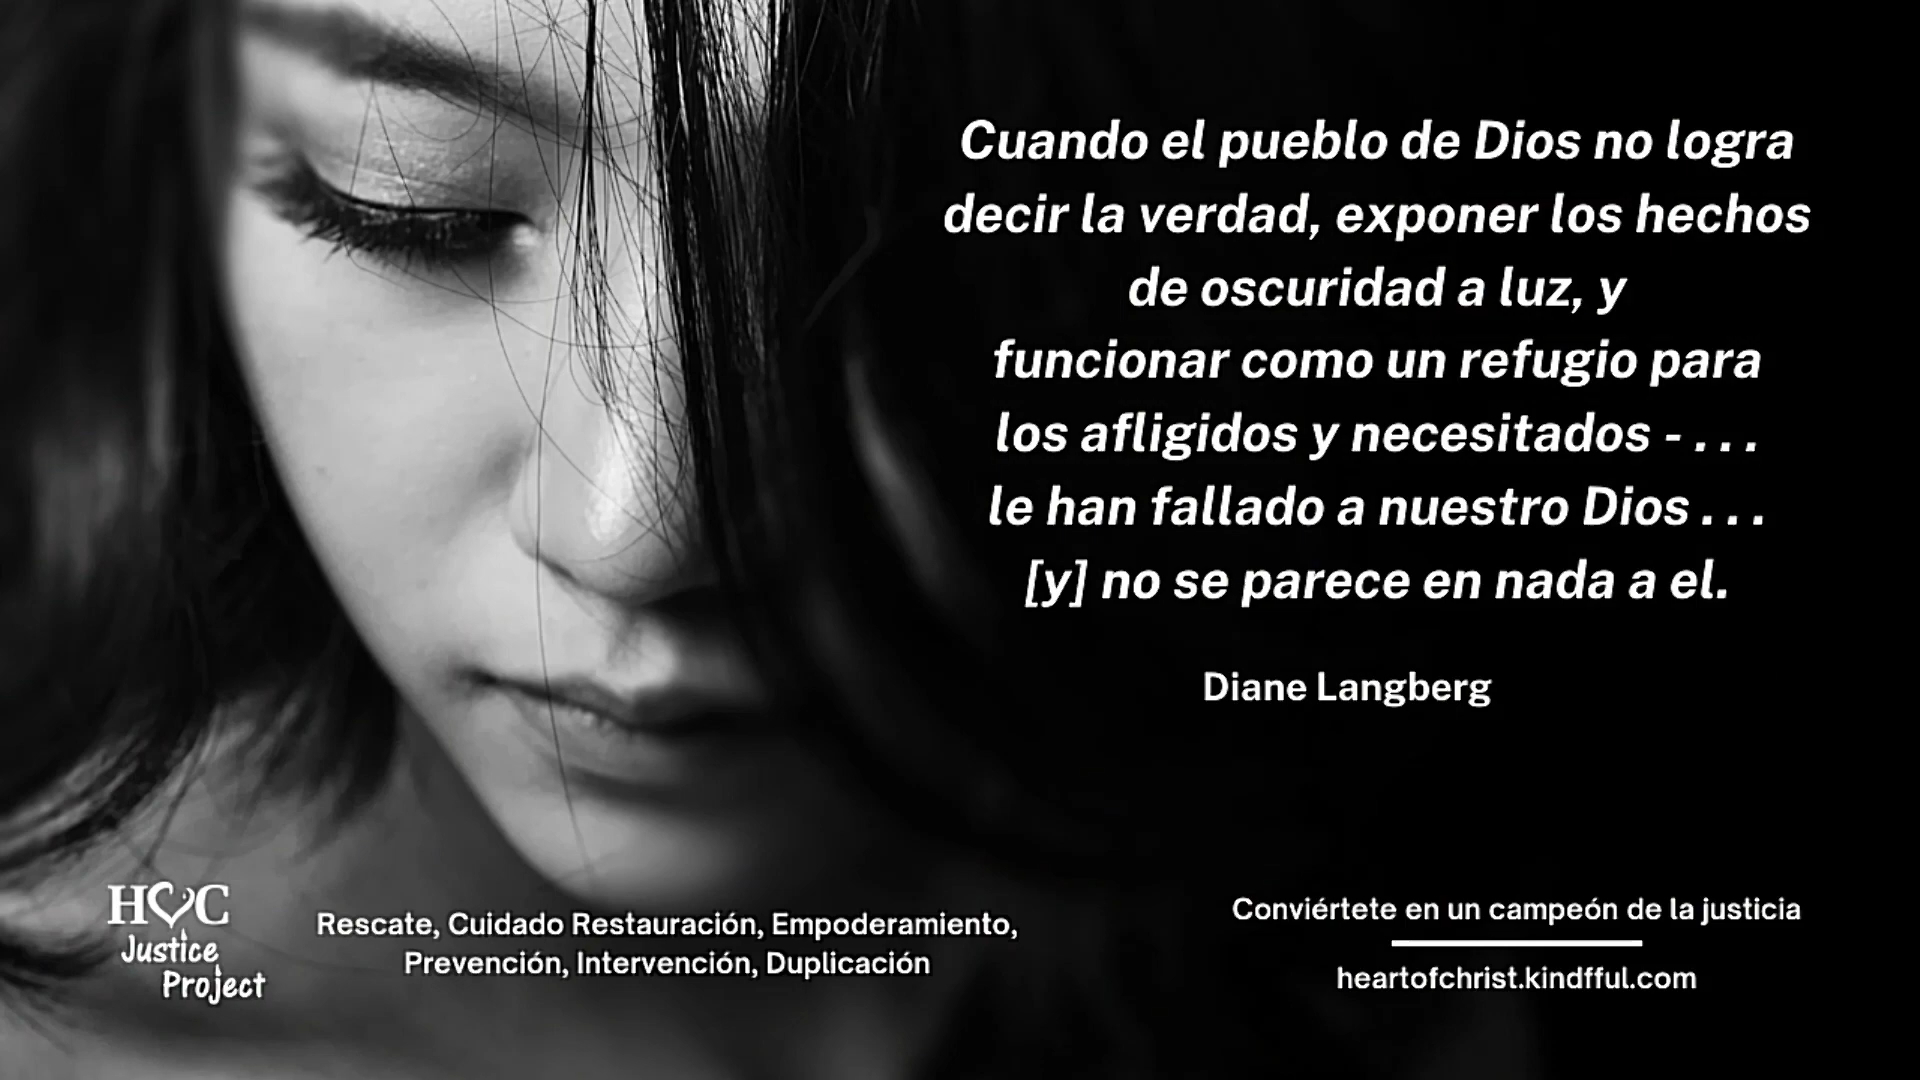 Cuando el pueblo de Dios no logra
decir la verdad, exponer los hechos
de oscuridad a luz, y
funcionar como un refugio para
los afligidos y necesitados - . . .
le han fallado a nuestro Dios . . .
[y] no se parece en nada a el.
Diane Langberg
HOC
Justice
Project
Rescate, Cuidado Restauración, Empoderamiento,
Prevención, Intervención, Duplicación
Conviértete en un campeón de la justicia
heartofchrist.kindfful.com